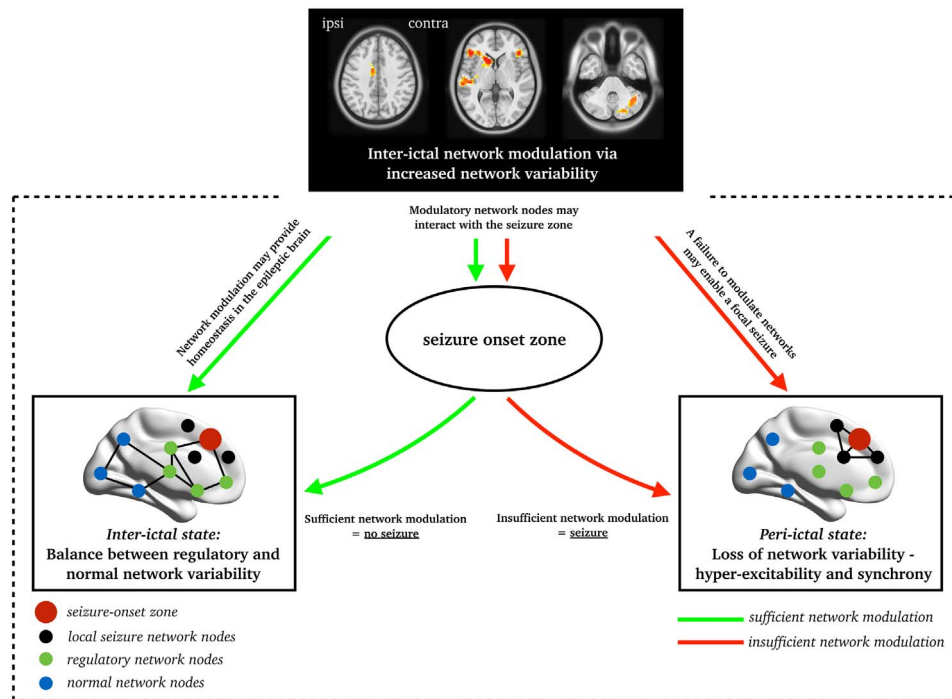 ipsi
contra
Inter-ictal network modulation via
increased network variability
Modulatory network nodes may
interact with the seizure zone
Network modulation may provide
homeostasis in the epileptic brain
A failure to modulate networks
may enable a focal seizure
seizure onset zone
Inter-ictal state:
Balance between regulatory and
normal network variability
Sufficient network modulation
= no seizure
Insufficient network modulation
= seizure
Peri-ictal state:
Loss of network variability -
hyper-excitability and synchrony
seizure-onset zone
local seizure network nodes
regulatory network nodes
normal network nodes
sufficient network modulation
insufficient network modulation